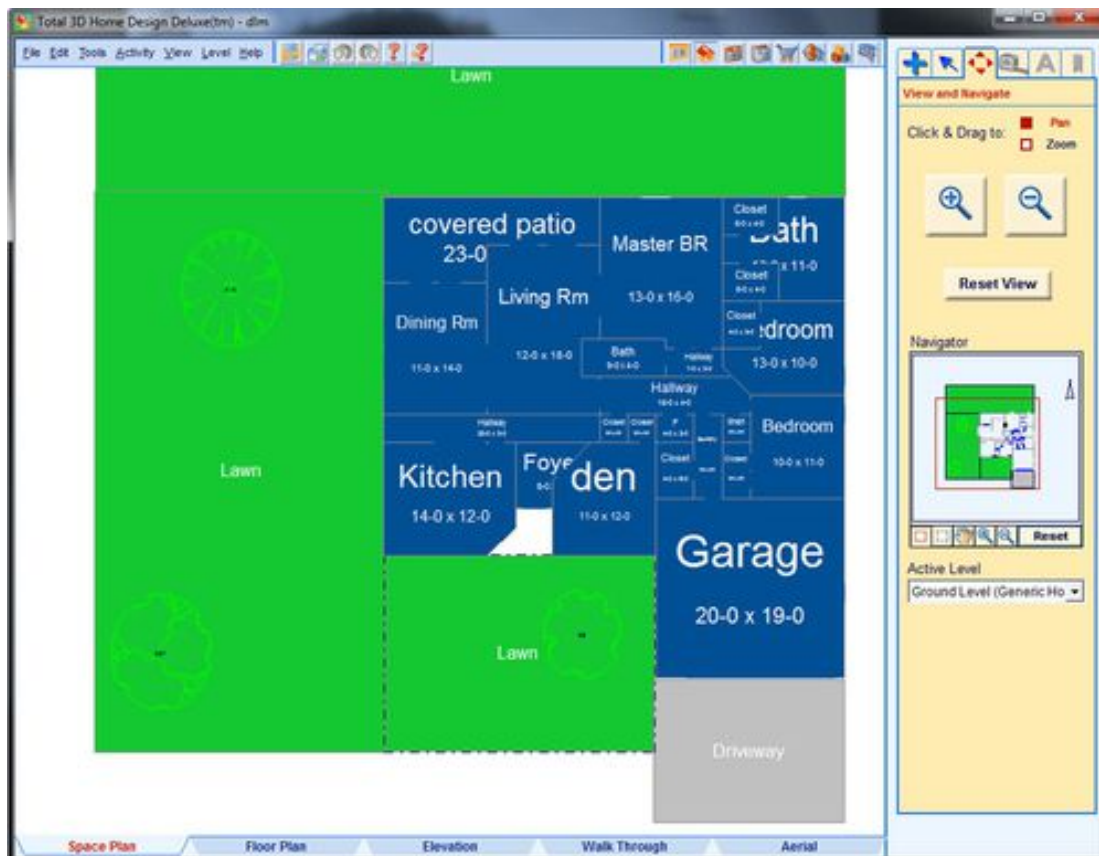 Total 3D Home Design Deluxe(tm) - dlm
File Edit Tools Activity View Level Help
View and Navigate
Click & Drag to:
Pan
Zoom
Reset View
Navigator
Reset
Active Level
Ground Level (Generic Ho
Lawn
covered patio
23-0
Master BR
13-0 x 16-0
Closet
Bath
x 11-0
Closet
Living Rm
12-0 x 18-0
Dining Rm
11-0 x 14-0
Closet
edroom
13-0 x 10-0
Bath
Hallway
Hallway
Hallway
Closet
Closet
Bedroom
10-0 x 11-0
Closet
Closet
Kitchen
14-0 x 12-0
Foye
den
11-0 x 12-0
Lawn
Garage
20-0 x 19-0
Lawn
Driveway
Space Plan
Floor Plan
Elevation
Walk Through
Aerial